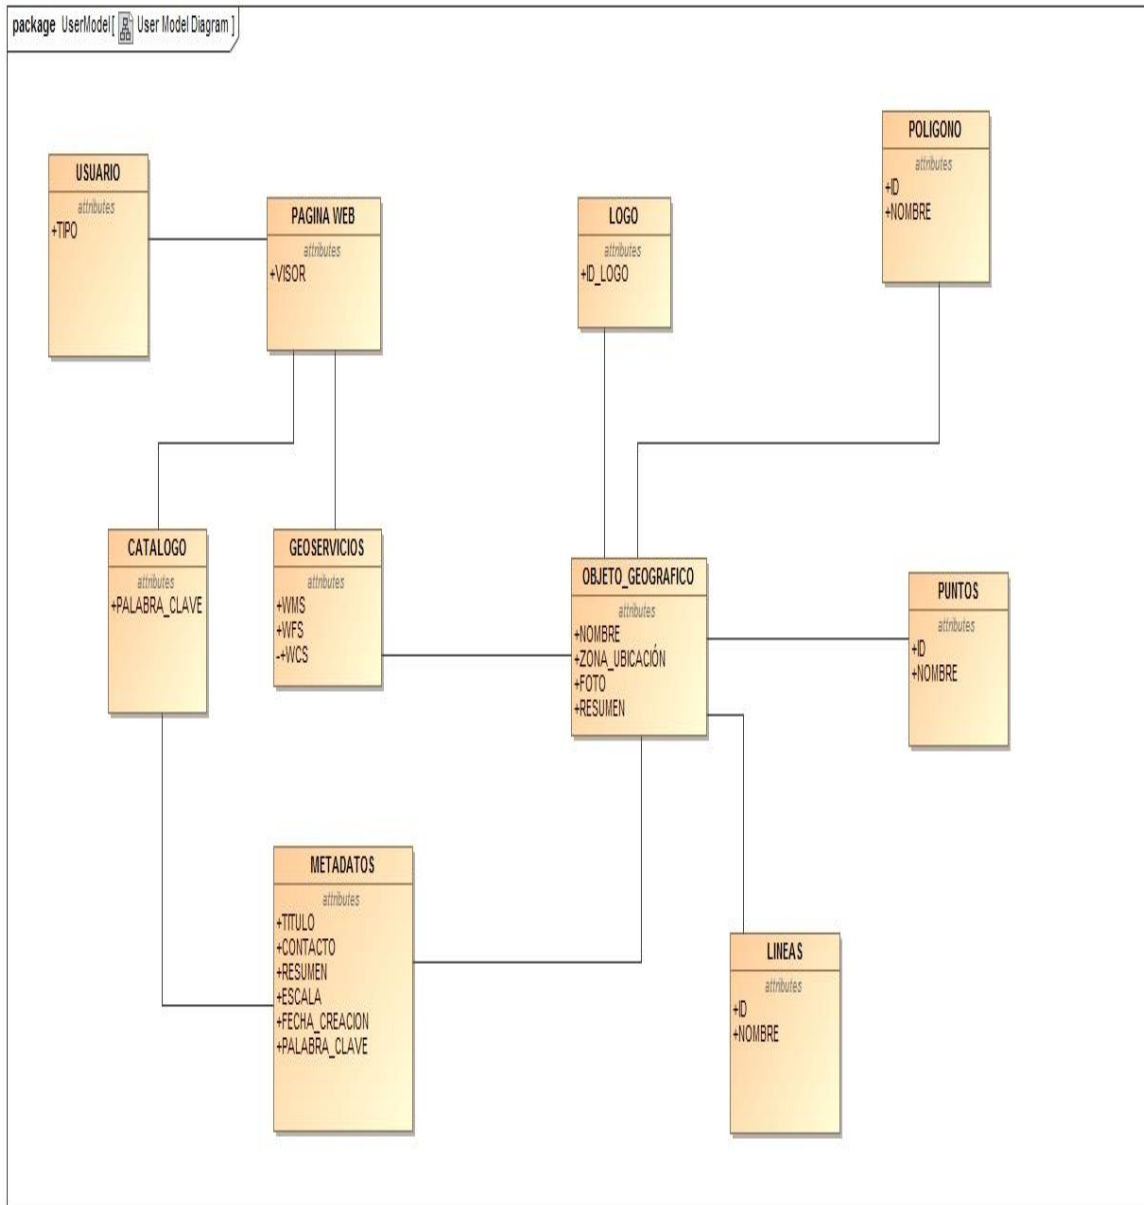 package UserModel[ User Model Diagram ]
USUARIO
attributes
+TIPO
PAGINA WEB
attributes
+VISOR
LOGO
attributes
+ID_LOGO
POLIGONO
attributes
+ID
+NOMBRE
CATALOGO
attributes
+PALABRA_CLAVE
GEOSERVICIOS
attributes
+WMS
+WFS
-+WCS
OBJETO_GEOGRAFICO
attributes
+NOMBRE
+ZONA_UBICACIÓN
+FOTO
+RESUMEN
PUNTOS
attributes
+ID
+NOMBRE
METADATOS
attributes
+TITULO
+CONTACTO
+RESUMEN
+ESCALA
+FECHA_CREACION
+PALABRA_CLAVE
LINEAS
attributes
+ID
+NOMBRE